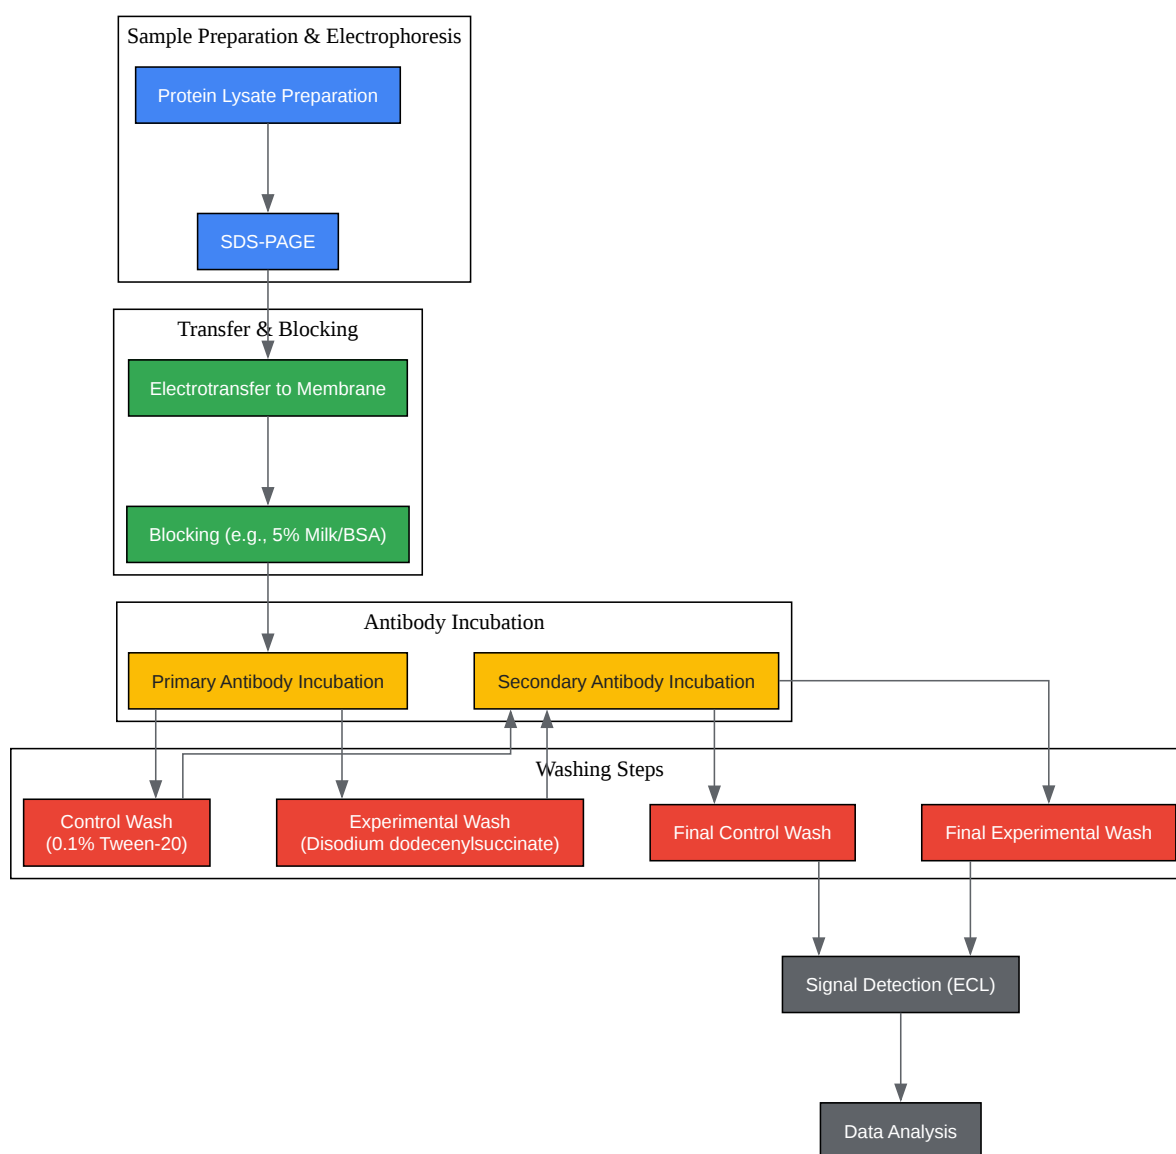 Sample Preparation & Electrophoresis
Protein Lysate Preparation
SDS-PAGE
Transfer & Blocking
Electrotransfer to Membrane
Blocking (e.g., 5% Milk/BSA)
Antibody Incubation
Primary Antibody Incubation
Secondary Antibody Incubation
Washing Steps
Control Wash
(0.1% Tween-20)
Experimental Wash
(Disodium dodecenylsuccinate)
Final Control Wash
Final Experimental Wash
Signal Detection (ECL)
Data Analysis